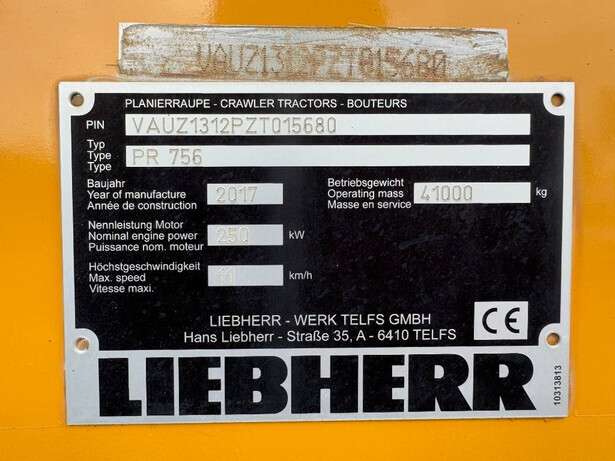 VAUZ1312PZT015680
PLANIERRAUPE - CRAWLER TRACTORS - BOUTEURS
PIN VAUZ1312PZT015680
Typ
Type PR 756
Type
Baujahr
Year of manufacture 2017
Année de construction
Betriebsgewicht
Operating mass 41000 kg
Masse en service
Nennleistung Motor
Nominal engine power 250 kW
Puissance nom. moteur
Höchstgeschwindigkeit
Max. speed 11 km/h
Vitesse maxi.
LIEBHERR - WERK TELFS GMBH
Hans Liebherr - Straße 35, A - 6410 TELFS
CE
LIEBHERR
10313813